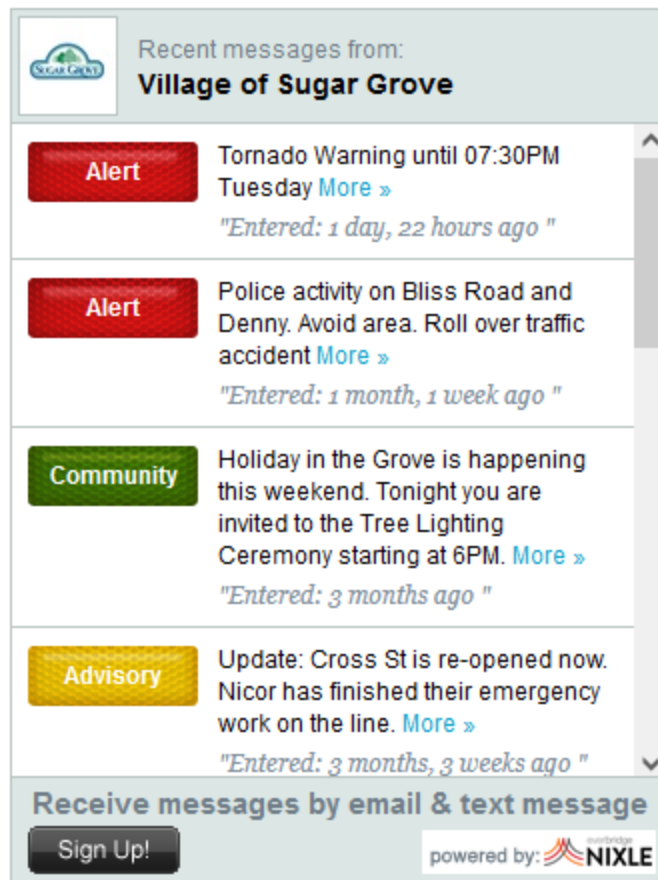 SUGAR GROVE
Recent messages from:
Village of Sugar Grove
Alert
Tornado Warning until 07:30PM
Tuesday More »
"Entered: 1 day, 22 hours ago "
Alert
Police activity on Bliss Road and
Denny. Avoid area. Roll over traffic
accident More »
"Entered: 1 month, 1 week ago "
Community
Holiday in the Grove is happening
this weekend. Tonight you are
invited to the Tree Lighting
Ceremony starting at 6PM. More »
"Entered: 3 months ago "
Advisory
Update: Cross St is re-opened now.
Nicor has finished their emergency
work on the line. More »
"Entered: 3 months, 3 weeks ago "
Receive messages by email & text message
Sign Up!
powered by: everbridge NIXLE